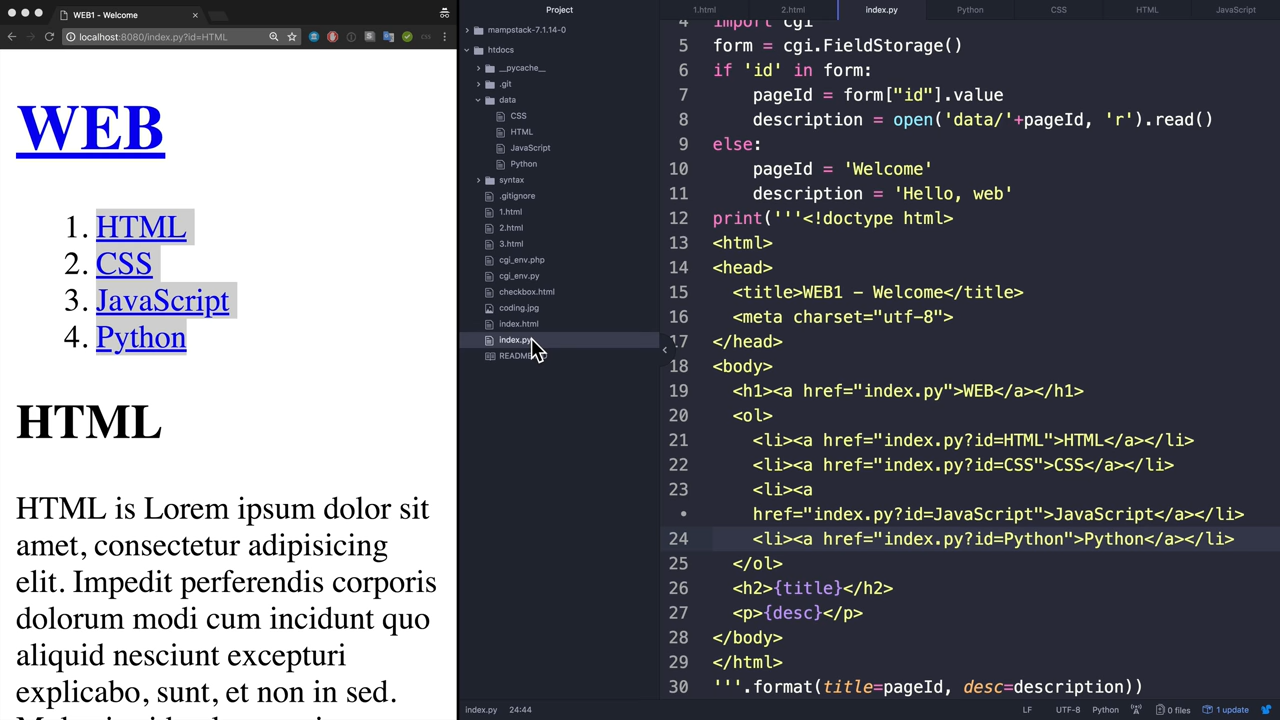 WEB1 - Welcome
localhost:8080/index.py?id=HTML
WEB
1. HTML
2. CSS
3. JavaScript
4. Python
HTML
HTML is Lorem ipsum dolor sit
amet, consectetur adipisicing
elit. Impedit perferendis corporis
dolorum modi cum incidunt quo
aliquid nesciunt excepturi
explicabo, sunt, et non in sed.
Project
mampstack-7.1.14-0
htdocs
__pycache__
.git
data
CSS
HTML
JavaScript
Python
syntax
.gitignore
1.html
2.html
3.html
cgi_env.php
cgi_env.py
checkbox.html
coding.jpg
index.html
index.py
1.html 2.html index.py Python CSS HTML JavaScript
4 import cgi
5 form = cgi.FieldStorage()
6 if 'id' in form:
7 pageId = form["id"].value
8 description = open('data/'+pageId, 'r').read()
9 else:
10 pageId = 'Welcome'
11 description = 'Hello, web'
12 print('''<!doctype html>
13 <html>
14 <head>
15 <title>WEB1 - Welcome</title>
16 <meta charset="utf-8">
17 </head>
18 <body>
19 <h1><a href="index.py">WEB</a></h1>
20 <ol>
21 <li><a href="index.py?id=HTML">HTML</a></li>
22 <li><a href="index.py?id=CSS">CSS</a></li>
23 <li><a
• href="index.py?id=JavaScript">JavaScript</a></li>
24 <li><a href="index.py?id=Python">Python</a></li>
25 </ol>
26 <h2>{title}</h2>
27 <p>{desc}</p>
28 </body>
29 </html>
30 '''.format(title=pageId, desc=description))
index.py 24:44 LF UTF-8 Python 0 files 1 update